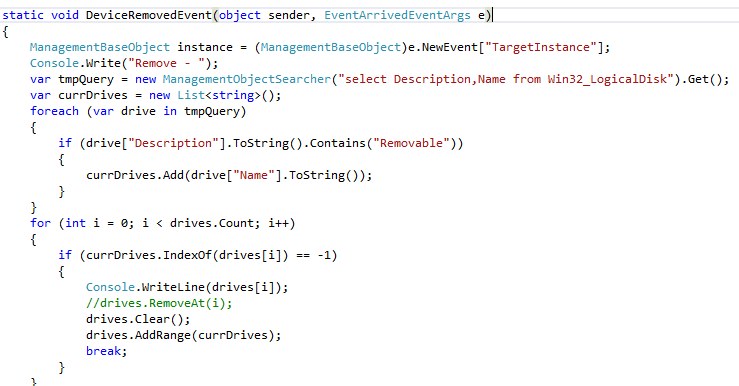 static void DeviceRemovedEvent(object sender, EventArrivedEventArgs e)
{
    ManagementBaseObject instance = (ManagementBaseObject)e.NewEvent["TargetInstance"];
    Console.Write("Remove - ");
    var tmpQuery = new ManagementObjectSearcher("select Description,Name from Win32_LogicalDisk").Get();
    var currDrives = new List<string>();
    foreach (var drive in tmpQuery)
    {
        if (drive["Description"].ToString().Contains("Removable"))
        {
            currDrives.Add(drive["Name"].ToString());
        }
    }
    for (int i = 0; i < drives.Count; i++)
    {
        if (currDrives.IndexOf(drives[i]) == -1)
        {
            Console.WriteLine(drives[i]);
            //drives.RemoveAt(i);
            drives.Clear();
            drives.AddRange(currDrives);
            break;
        }
    }